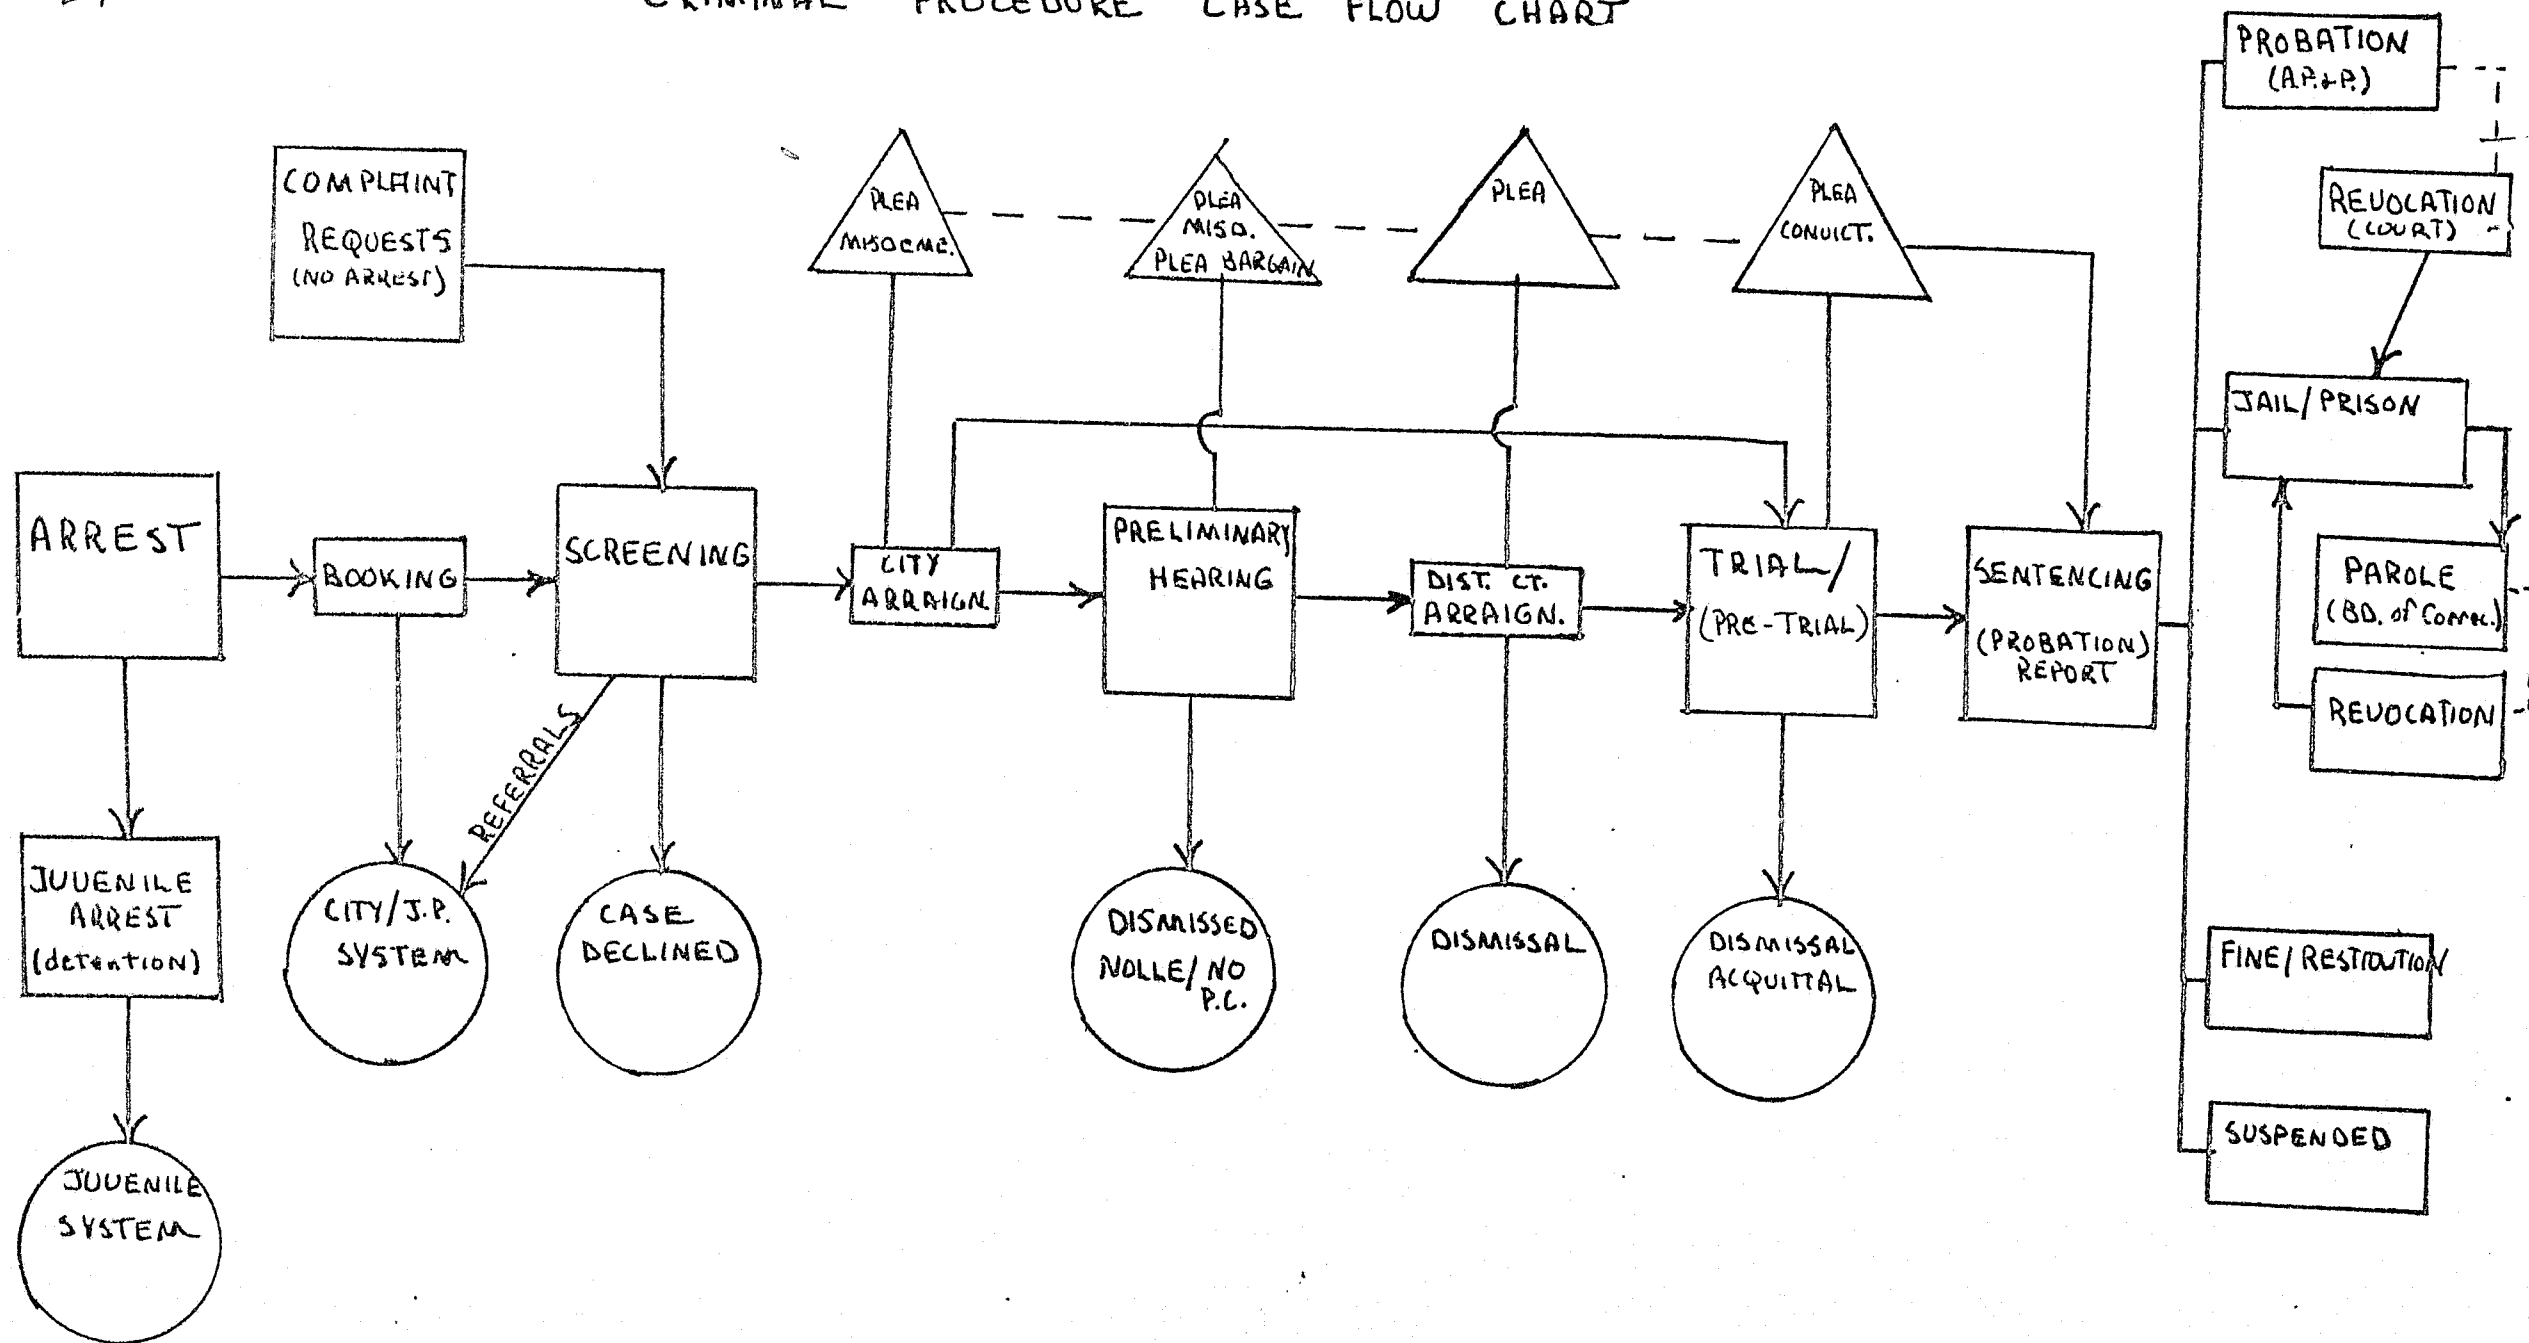 CRIMINAL PROCEDURE CASE FLOW CHART
PROBATION
(A.P.&P.)
COMPLAINT
REQUESTS
(NO ARREST)
PLEA
MISDEME.
PLEA
MISD.
PLEA BARGAIN
PLEA
PLEA
CONVICT.
REVOCATION
(COURT)
JAIL/PRISON
ARREST
BOOKING
SCREENING
CITY
ARRAIGN.
PRELIMINARY
HEARING
DIST. CT.
ARRAIGN.
TRIAL/
(PRE-TRIAL)
SENTENCING
(PROBATION)
REPORT
PAROLE
(BD. of Correc.)
REVOCATION
REFERRALS
JUVENILE
ARREST
(detention)
CITY/J.P.
SYSTEM
CASE
DECLINED
DISMISSED
NOLLE/NO
P.C.
DISMISSAL
DISMISSAL
ACQUITTAL
FINE/RESTITUTION
SUSPENDED
JUVENILE
SYSTEM